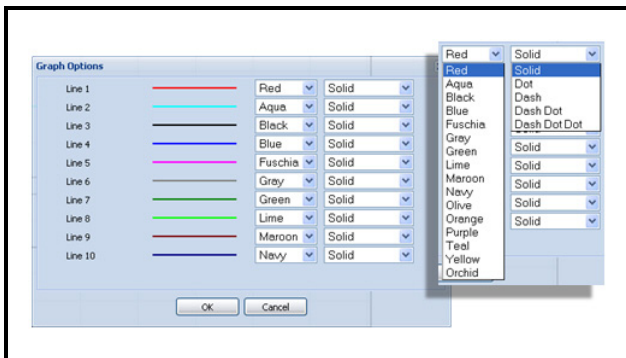 Graph Options
Line 1 Red Solid
Line 2 Aqua Solid
Line 3 Black Solid
Line 4 Blue Solid
Line 5 Fuschia Solid
Line 6 Gray Solid
Line 7 Green Solid
Line 8 Lime Solid
Line 9 Maroon Solid
Line 10 Navy Solid
OK Cancel
Red Solid
Red Solid
Aqua Dot
Black Dash
Blue Dash Dot
Fuschia Dash Dot Dot
Gray
Green Solid
Lime
Maroon Solid
Navy Solid
Olive
Orange Solid
Purple
Teal
Yellow
Orchid